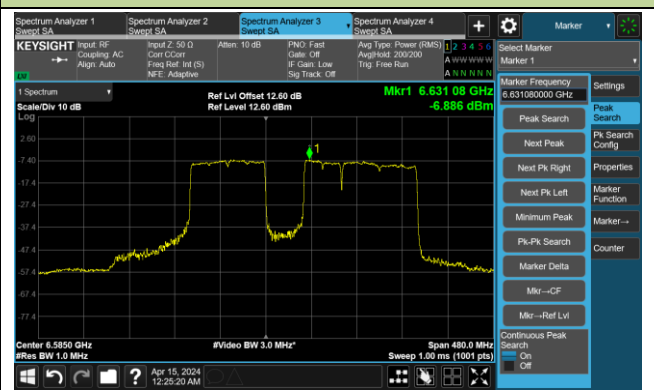 Spectrum Analyzer 1
Swept SA
Spectrum Analyzer 2
Swept SA
Spectrum Analyzer 3
Swept SA
Spectrum Analyzer 4
Swept SA
+
Marker
KEYSIGHT
Input: RF
Coupling: AC
Align: Auto
Input Z: 50 Ω
Corr CCorr
Freq Ref: Int (S)
NFE: Adaptive
Atten: 10 dB
PNO: Fast
Gate: Off
IF Gain: Low
Sig Track: Off
Avg Type: Power (RMS)
Avg|Hold: 200/200
Trig: Free Run
1 2 3 4 5 6
A W W W W W
A N N N N N
Select Marker
Marker 1
1 Spectrum
Scale/Div 10 dB
Log
Ref Lvl Offset 12.60 dB
Ref Level 12.60 dBm
Mkr1 6.631 08 GHz
-6.886 dBm
2.60
-7.40
-17.4
-27.4
-37.4
-47.4
-57.4
-67.4
-77.4
1
Center 6.5850 GHz
#Res BW 1.0 MHz
#Video BW 3.0 MHz*
Span 480.0 MHz
Sweep 1.00 ms (1001 pts)
Marker Frequency
6.631080000 GHz
Peak Search
Next Peak
Next Pk Right
Next Pk Left
Minimum Peak
Pk-Pk Search
Marker Delta
Mkr→CF
Mkr→Ref Lvl
Continuous Peak
Search
On
Off
Settings
Peak
Search
Pk Search
Config
Properties
Marker
Function
Marker→
Counter
?
Apr 15, 2024
12:25:20 AM